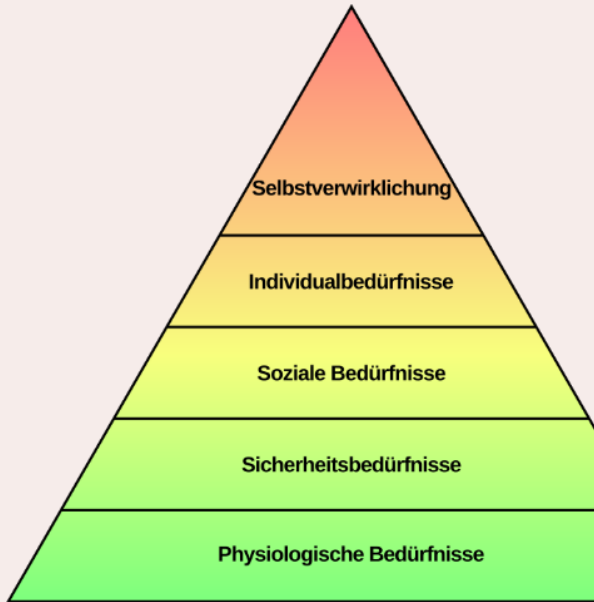 Selbstverwirklichung
Individualbedürfnisse
Soziale Bedürfnisse
Sicherheitsbedürfnisse
Physiologische Bedürfnisse